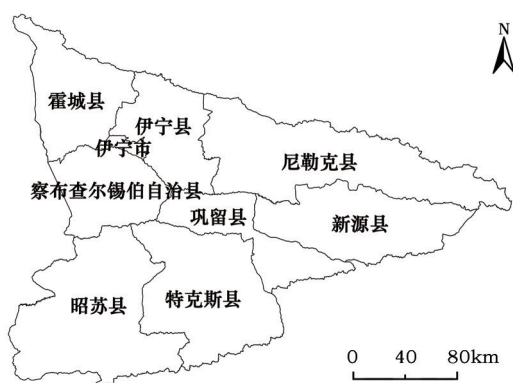 N
霍城县
伊宁县
伊宁市
尼勒克县
察布查尔锡伯自治县
巩留县
新源县
昭苏县
特克斯县
0 40 80km